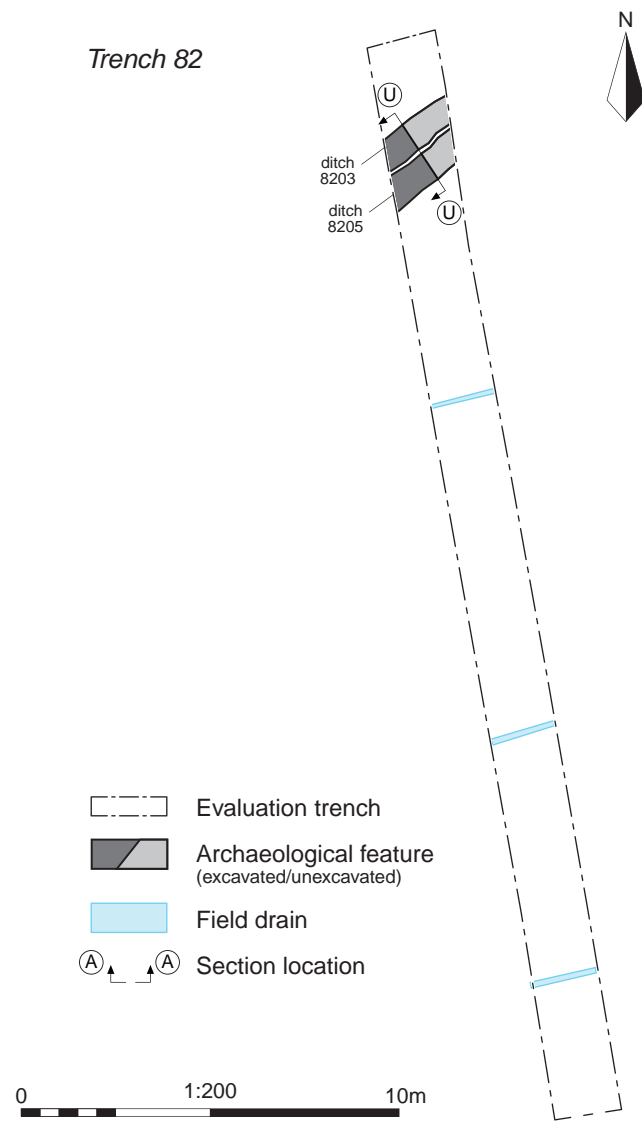 Trench 82
N
U
ditch
8203
ditch
8205
U
Evaluation trench
Archaeological feature
(excavated/unexcavated)
Field drain
A A Section location
0 1:200 10m